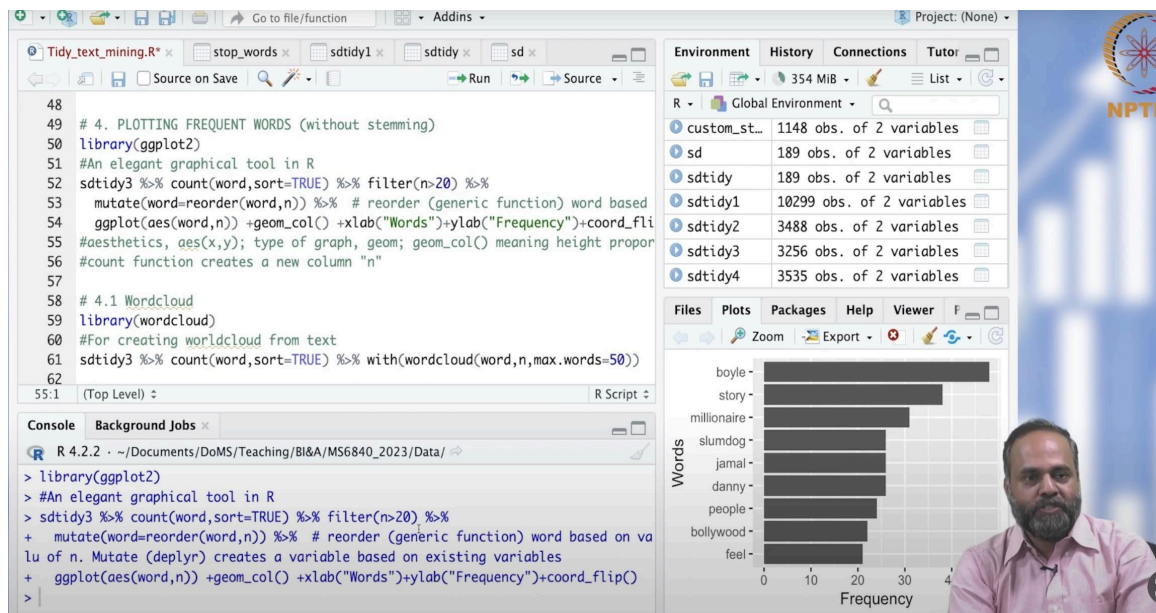 Go to file/function
Addins
Project: (None)
Tidy_text_mining.R*
stop_words
sdtidy1
sdtidy
sd
Source on Save
Run
Source
48
49 # 4. PLOTTING FREQUENT WORDS (without stemming)
50 library(ggplot2)
51 #An elegant graphical tool in R
52 sdtidy3 %>% count(word,sort=TRUE) %>% filter(n>20) %>%
53 mutate(word=reorder(word,n)) %>% # reorder (generic function) word based
54 ggplot(aes(word,n)) +geom_col() +xlab("Words")+ylab("Frequency")+coord_fli
55 #aesthetics, aes(x,y); type of graph, geom; geom_col() meaning height propor
56 #count function creates a new column "n"
57
58 # 4.1 Wordcloud
59 library(wordcloud)
60 #For creating worldcloud from text
61 sdtidy3 %>% count(word,sort=TRUE) %>% with(wordcloud(word,n,max.words=50))
62
55:1 (Top Level)
R Script
Console Background Jobs
R 4.2.2 · ~/Documents/DoMS/Teaching/BI&A/MS6840_2023/Data/
> library(ggplot2)
> #An elegant graphical tool in R
> sdtidy3 %>% count(word,sort=TRUE) %>% filter(n>20) %>%
+ mutate(word=reorder(word,n)) %>% # reorder (generic function) word based on va
lu of n. Mutate (deplyr) creates a variable based on existing variables
+ ggplot(aes(word,n)) +geom_col() +xlab("Words")+ylab("Frequency")+coord_flip()
>
Environment History Connections Tutor
354 MiB
List
R Global Environment
custom_st... 1148 obs. of 2 variables
sd 189 obs. of 2 variables
sdtidy 189 obs. of 2 variables
sdtidy1 10299 obs. of 2 variables
sdtidy2 3488 obs. of 2 variables
sdtidy3 3256 obs. of 2 variables
sdtidy4 3535 obs. of 2 variables
Files Plots Packages Help Viewer P
Zoom Export
boyle
story
millionaire
slumdog
jamal
danny
people
bollywood
feel
Words
0 10 20 30 4
Frequency